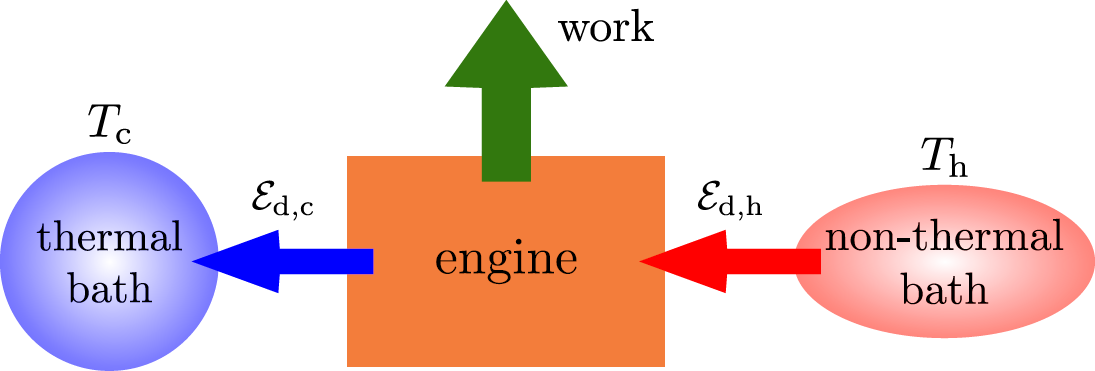 work
T_c
T_h
ℰ_d,c
ℰ_d,h
thermal
bath
engine
non-thermal
bath